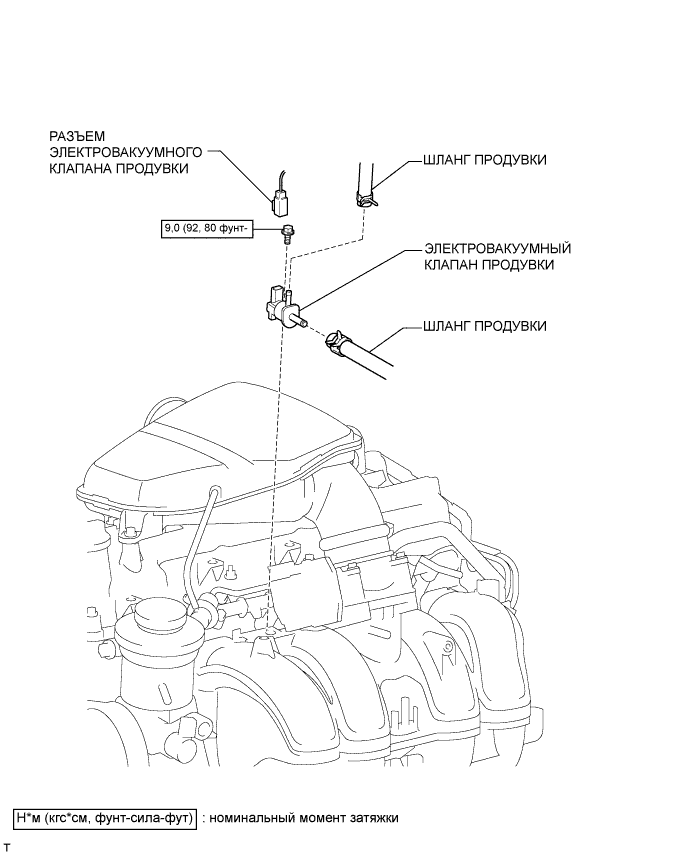 РАЗЪЕМ
ЭЛЕКТРОВАКУУМНОГО
КЛАПАНА ПРОДУВКИ
ШЛАНГ ПРОДУВКИ
9,0 (92, 80 фунт-
ЭЛЕКТРОВАКУУМНЫЙ
КЛАПАН ПРОДУВКИ
ШЛАНГ ПРОДУВКИ
Н*м (кгс*см, фунт-сила-фут) : номинальный момент затяжки
T